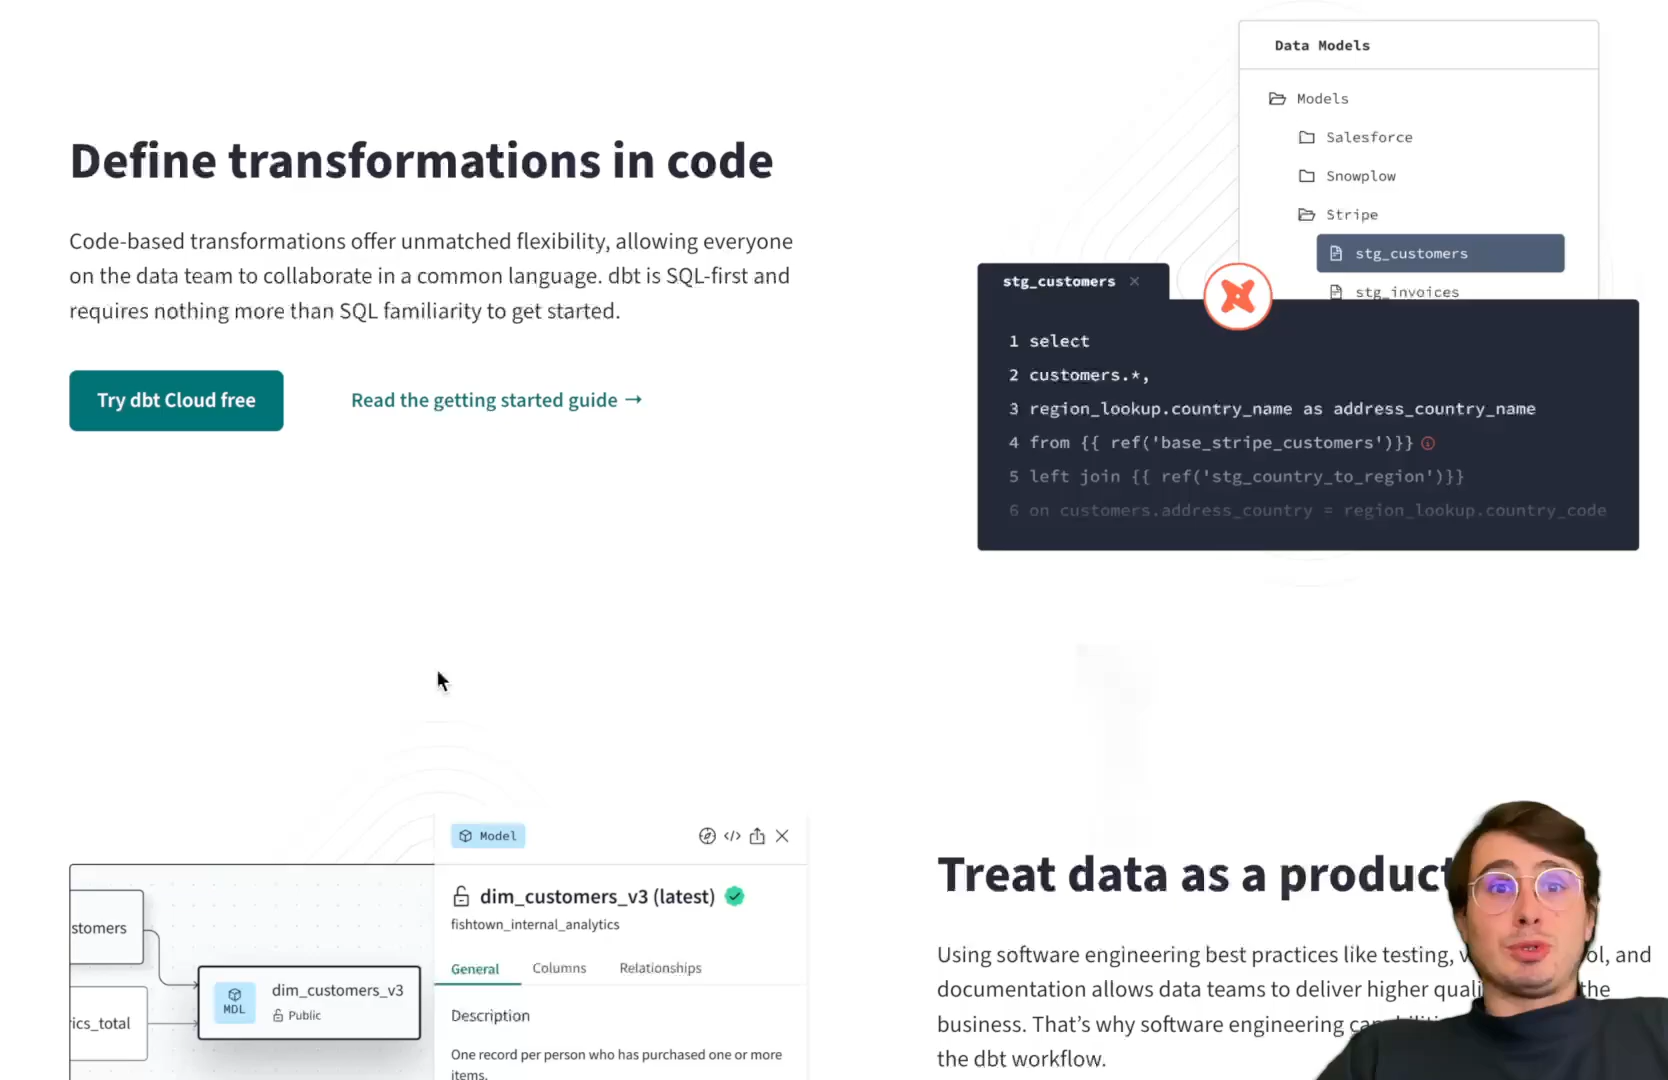 Define transformations in code
Code-based transformations offer unmatched flexibility, allowing everyone
on the data team to collaborate in a common language. dbt is SQL-first and
requires nothing more than SQL familiarity to get started.
Try dbt Cloud free
Read the getting started guide →
Data Models
Models
Salesforce
Snowplow
Stripe
stg_customers
stg_invoices
stg_customers ×
1 select
2 customers.*,
3 region_lookup.country_name as address_country_name
4 from {{ ref('base_stripe_customers')}}
5 left join {{ ref('stg_country_to_region')}}
6 on customers.address_country = region_lookup.country_code
Model
dim_customers_v3 (latest)
fishtown_internal_analytics
General Columns Relationships
Description
One record per person who has purchased one or more
items.
stomers
ics_total
MDL
dim_customers_v3
Public
Treat data as a product
Using software engineering best practices like testing, and
documentation allows data teams to deliver higher the
business. That's why software engineering
the dbt workflow.